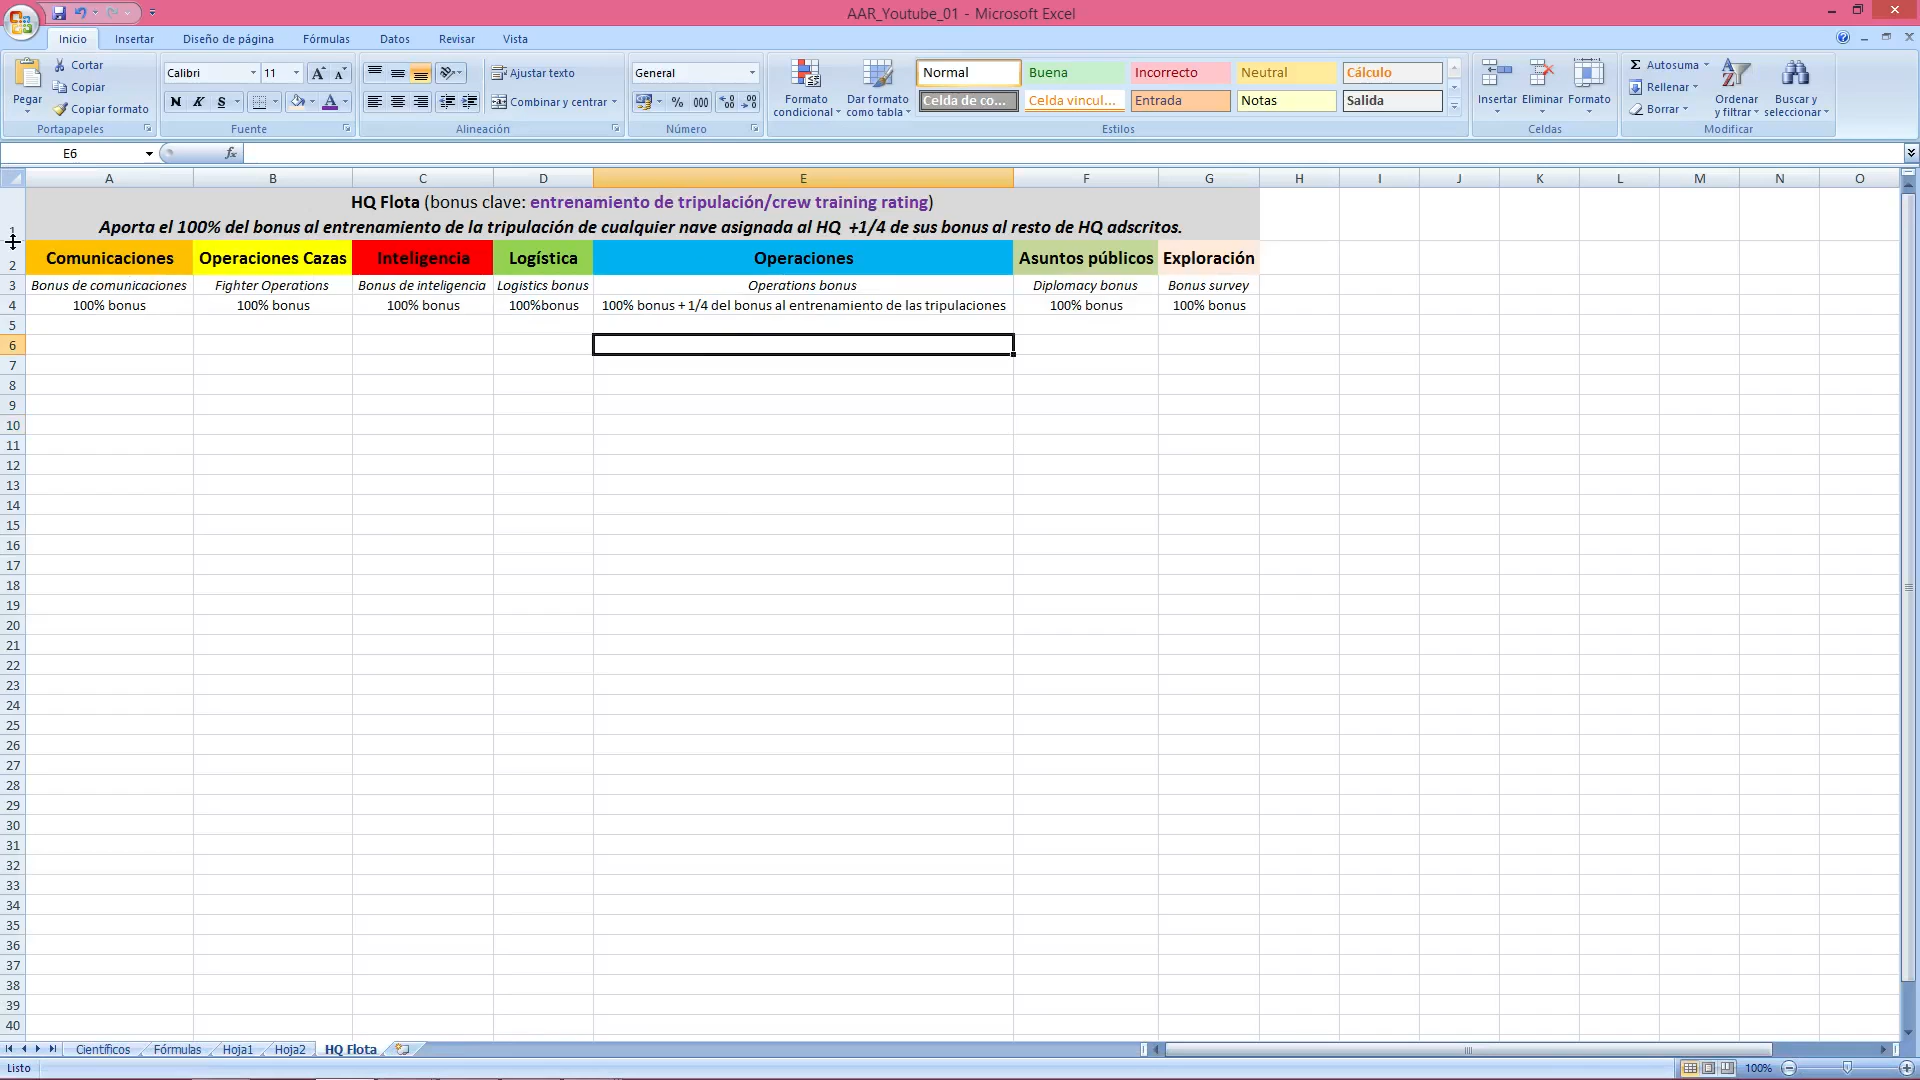 AAR_Youtube_01 - Microsoft Excel
Inicio Insertar Diseño de página Fórmulas Datos Revisar Vista
Pegar
Cortar
Copiar
Copiar formato
Portapapeles
Calibri 11
N K S
Fuente
Ajustar texto
Combinar y centrar
Alineación
General
% 000
Número
Formato condicional
Dar formato como tabla
Normal Buena Incorrecto Neutral Cálculo
Celda de co... Celda vincul... Entrada Notas Salida
Estilos
Insertar Eliminar Formato
Celdas
Autosuma
Rellenar
Borrar
Ordenar y filtrar
Buscar y seleccionar
Modificar
E6 fx
A B C D E F G H I J K L M N O
HQ Flota (bonus clave: entrenamiento de tripulación/crew training rating)
1 Aporta el 100% del bonus al entrenamiento de la tripulación de cualquier nave asignada al HQ +1/4 de sus bonus al resto de HQ adscritos.
2 Comunicaciones Operaciones Cazas Inteligencia Logística Operaciones Asuntos públicos Exploración
3 Bonus de comunicaciones Fighter Operations Bonus de inteligencia Logistics bonus Operations bonus Diplomacy bonus Bonus survey
4 100% bonus 100% bonus 100% bonus 100%bonus 100% bonus + 1/4 del bonus al entrenamiento de las tripulaciones 100% bonus 100% bonus
5
6
7
8
9
10
11
12
13
14
15
16
17
18
19
20
21
22
23
24
25
26
27
28
29
30
31
32
33
34
35
36
37
38
39
40
Científicos Fórmulas Hoja1 Hoja2 HQ Flota
Listo 100%